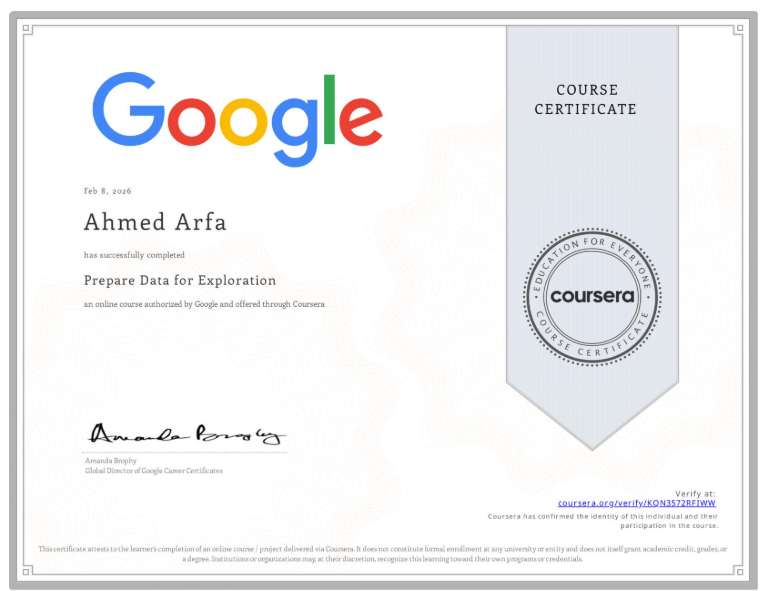 Google
COURSE
CERTIFICATE
Feb 8, 2026
Ahmed Arfa
has successfully completed
Prepare Data for Exploration
an online course authorized by Google and offered through Coursera
EDUCATION FOR EVERYONE
coursera
COURSE CERTIFICATE
Amanda Brophy
Amanda Brophy
Global Director of Google Career Certificates
Verify at:
coursera.org/verify/KQN3572RFIWW
Coursera has confirmed the identity of this individual and their
participation in the course.
This certificate attests to the learner's completion of an online course / project delivered via Coursera. It does not constitute formal enrollment at any university or entity and does not itself grant academic credit, grades, or
a degree. Institutions or organizations may, at their discretion, recognize this learning toward their own programs or credentials.